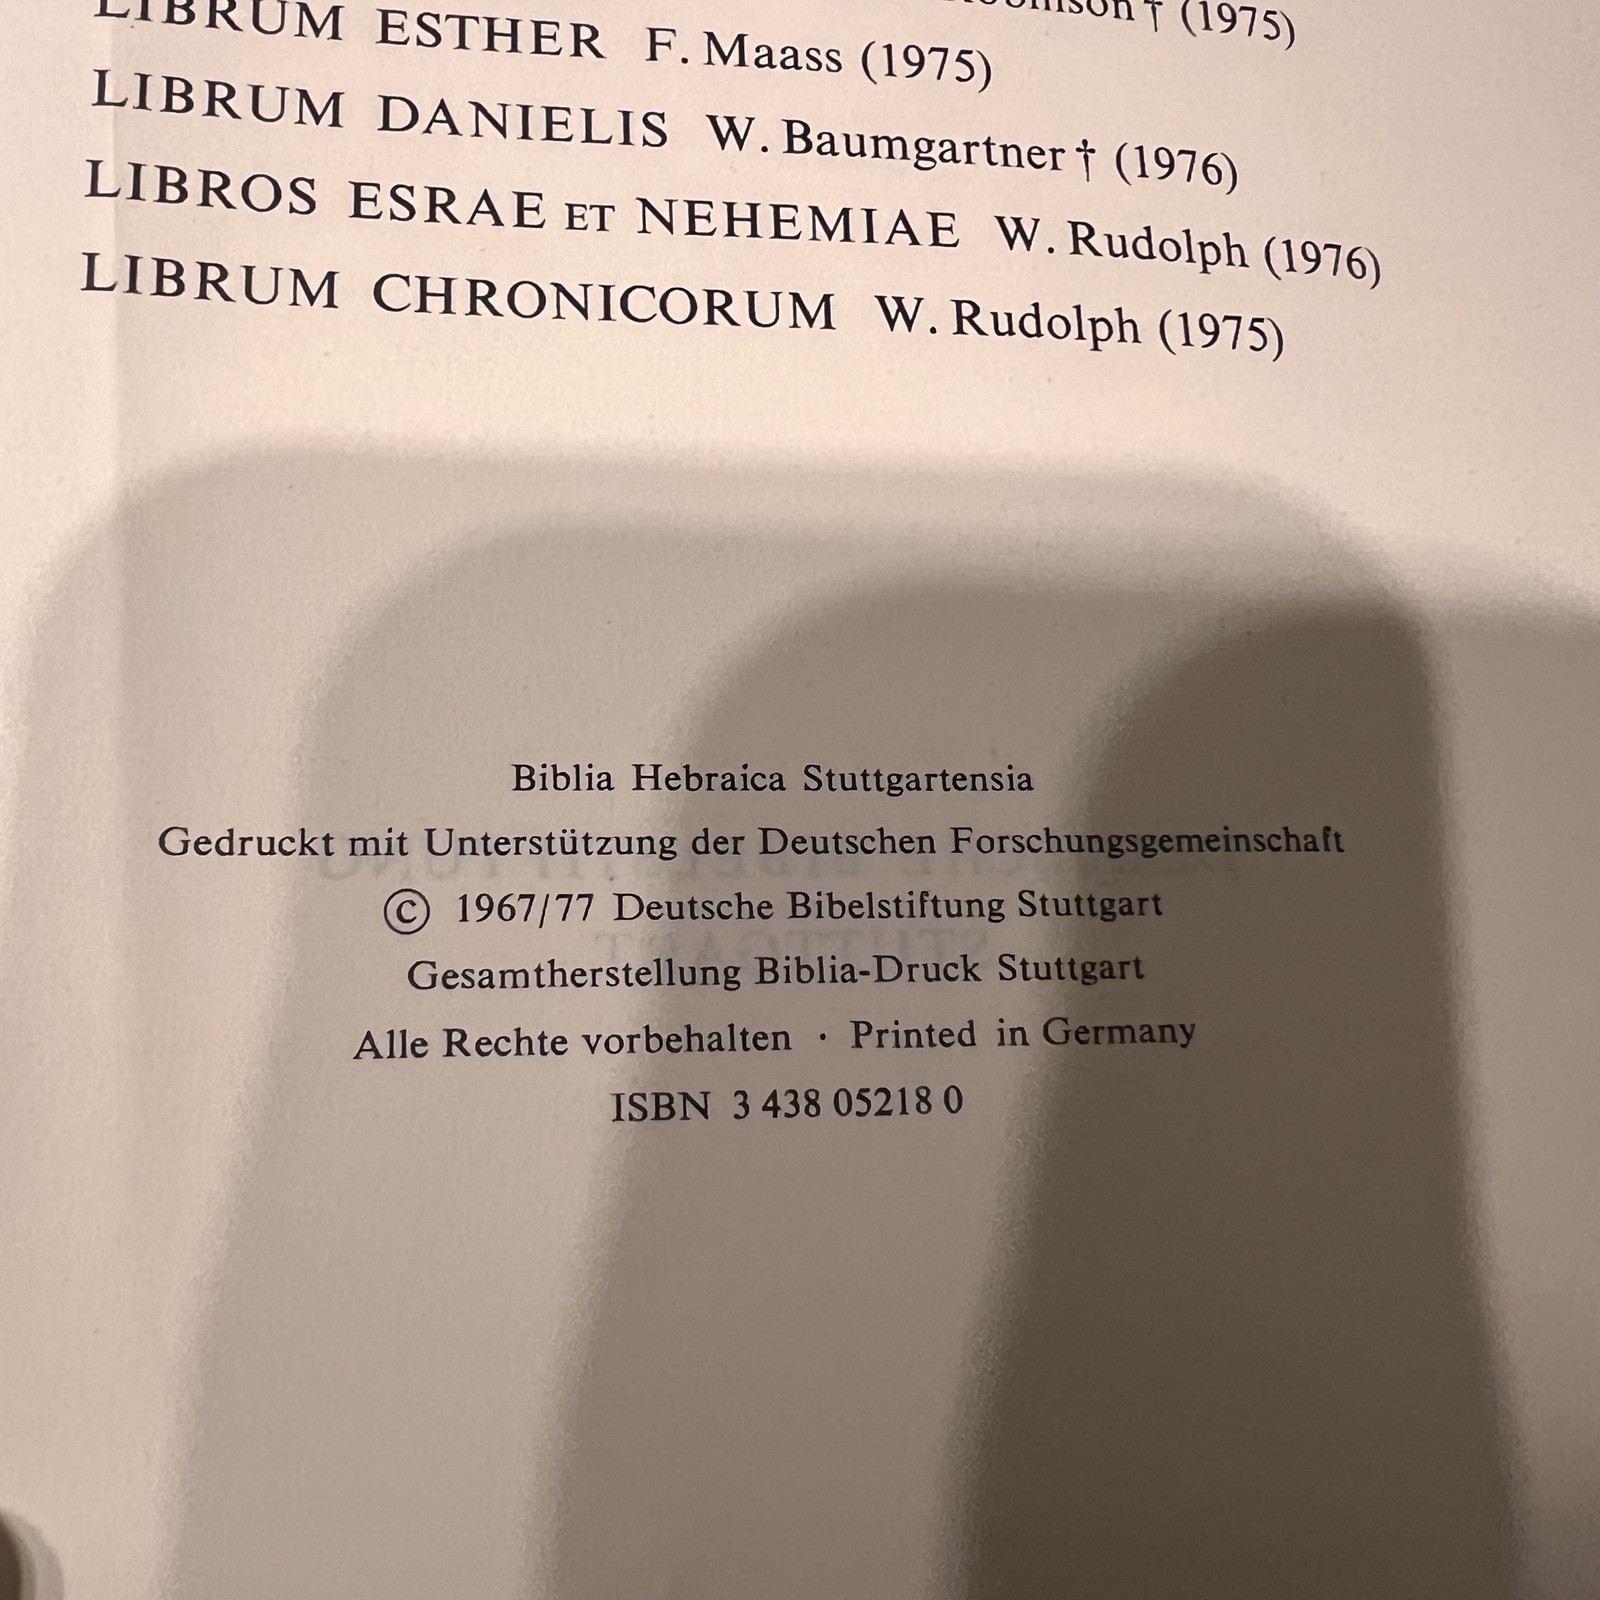 † (1975)
LIBRUM ESTHER F. Maass (1975)
LIBRUM DANIELIS W. Baumgartner † (1976)
LIBROS ESRAE ET NEHEMIAE W. Rudolph (1976)
LIBRUM CHRONICORUM W. Rudolph (1975)
Biblia Hebraica Stuttgartensia
Gedruckt mit Unterstützung der Deutschen Forschungsgemeinschaft
© 1967/77 Deutsche Bibelstiftung Stuttgart
Gesamtherstellung Biblia-Druck Stuttgart
Alle Rechte vorbehalten · Printed in Germany
ISBN 3 438 05218 0